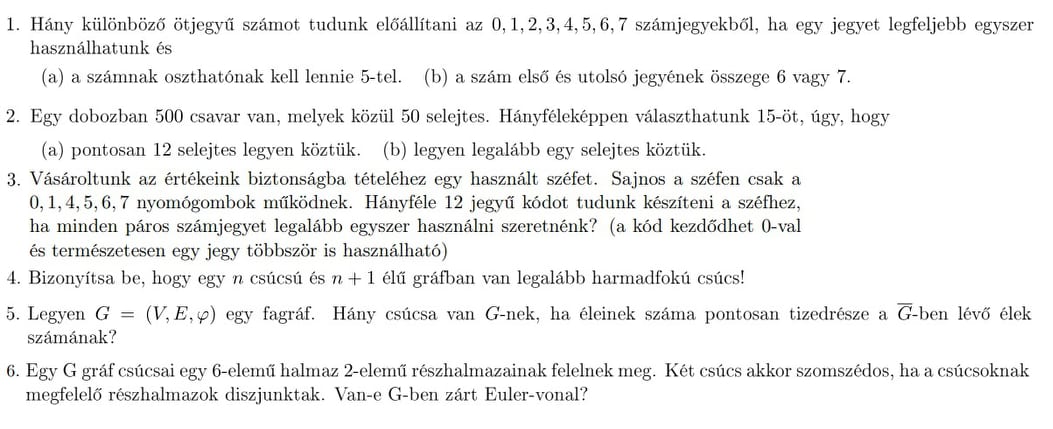 1. Hány különböző ötjegyű számot tudunk előállítani az 0, 1, 2, 3, 4, 5, 6, 7 számjegyekből, ha egy jegyet legfeljebb egyszer
használhatunk és
(a) a számnak oszthatónak kell lennie 5-tel. (b) a szám első és utolsó jegyének összege 6 vagy 7.
2. Egy dobozban 500 csavar van, melyek közül 50 selejtes. Hányféleképpen választhatunk 15-öt, úgy, hogy
(a) pontosan 12 selejtes legyen köztük. (b) legyen legalább egy selejtes köztük.
3. Vásároltunk az értékeink biztonságba tételéhez egy használt széfet. Sajnos a széfen csak a
0, 1, 4, 5, 6, 7 nyomógombok működnek. Hányféle 12 jegyű kódot tudunk készíteni a széfhez,
ha minden páros számjegyet legalább egyszer használni szeretnénk? (a kód kezdődhet 0-val
és természetesen egy jegy többször is használható)
4. Bizonyítsa be, hogy egy n csúcsú és n + 1 élű gráfban van legalább harmadfokú csúcs!
5. Legyen G = (V, E, φ) egy fagráf. Hány csúcsa van G-nek, ha éleinek száma pontosan tizedrésze a G̅-ben lévő élek
számának?
6. Egy G gráf csúcsai egy 6-elemű halmaz 2-elemű részhalmazainak felelnek meg. Két csúcs akkor szomszédos, ha a csúcsoknak
megfelelő részhalmazok diszjunktak. Van-e G-ben zárt Euler-vonal?